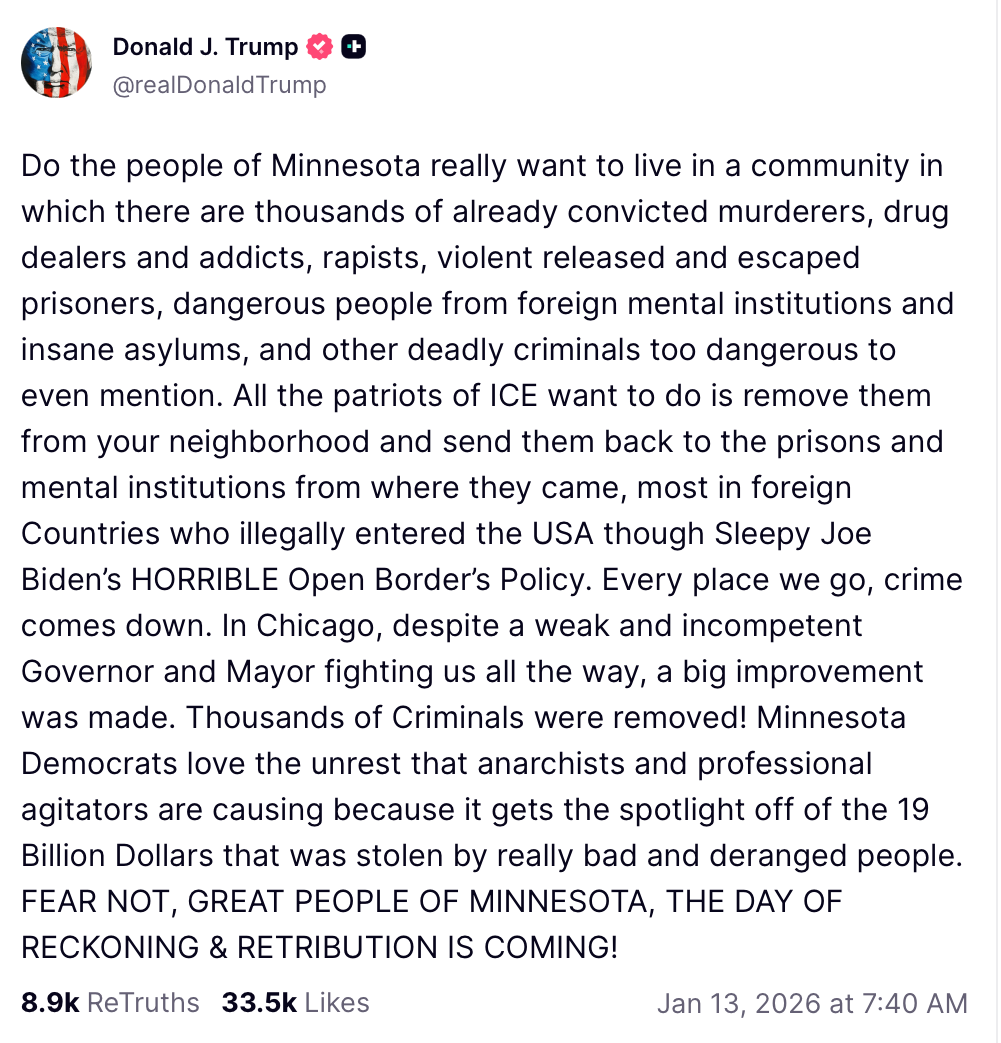 Donald J. Trump
@realDonaldTrump
Do the people of Minnesota really want to live in a community in
which there are thousands of already convicted murderers, drug
dealers and addicts, rapists, violent released and escaped
prisoners, dangerous people from foreign mental institutions and
insane asylums, and other deadly criminals too dangerous to
even mention. All the patriots of ICE want to do is remove them
from your neighborhood and send them back to the prisons and
mental institutions from where they came, most in foreign
Countries who illegally entered the USA though Sleepy Joe
Biden’s HORRIBLE Open Border’s Policy. Every place we go, crime
comes down. In Chicago, despite a weak and incompetent
Governor and Mayor fighting us all the way, a big improvement
was made. Thousands of Criminals were removed! Minnesota
Democrats love the unrest that anarchists and professional
agitators are causing because it gets the spotlight off of the 19
Billion Dollars that was stolen by really bad and deranged people.
FEAR NOT, GREAT PEOPLE OF MINNESOTA, THE DAY OF
RECKONING & RETRIBUTION IS COMING!
8.9k ReTruths 33.5k Likes Jan 13, 2026 at 7:40 AM